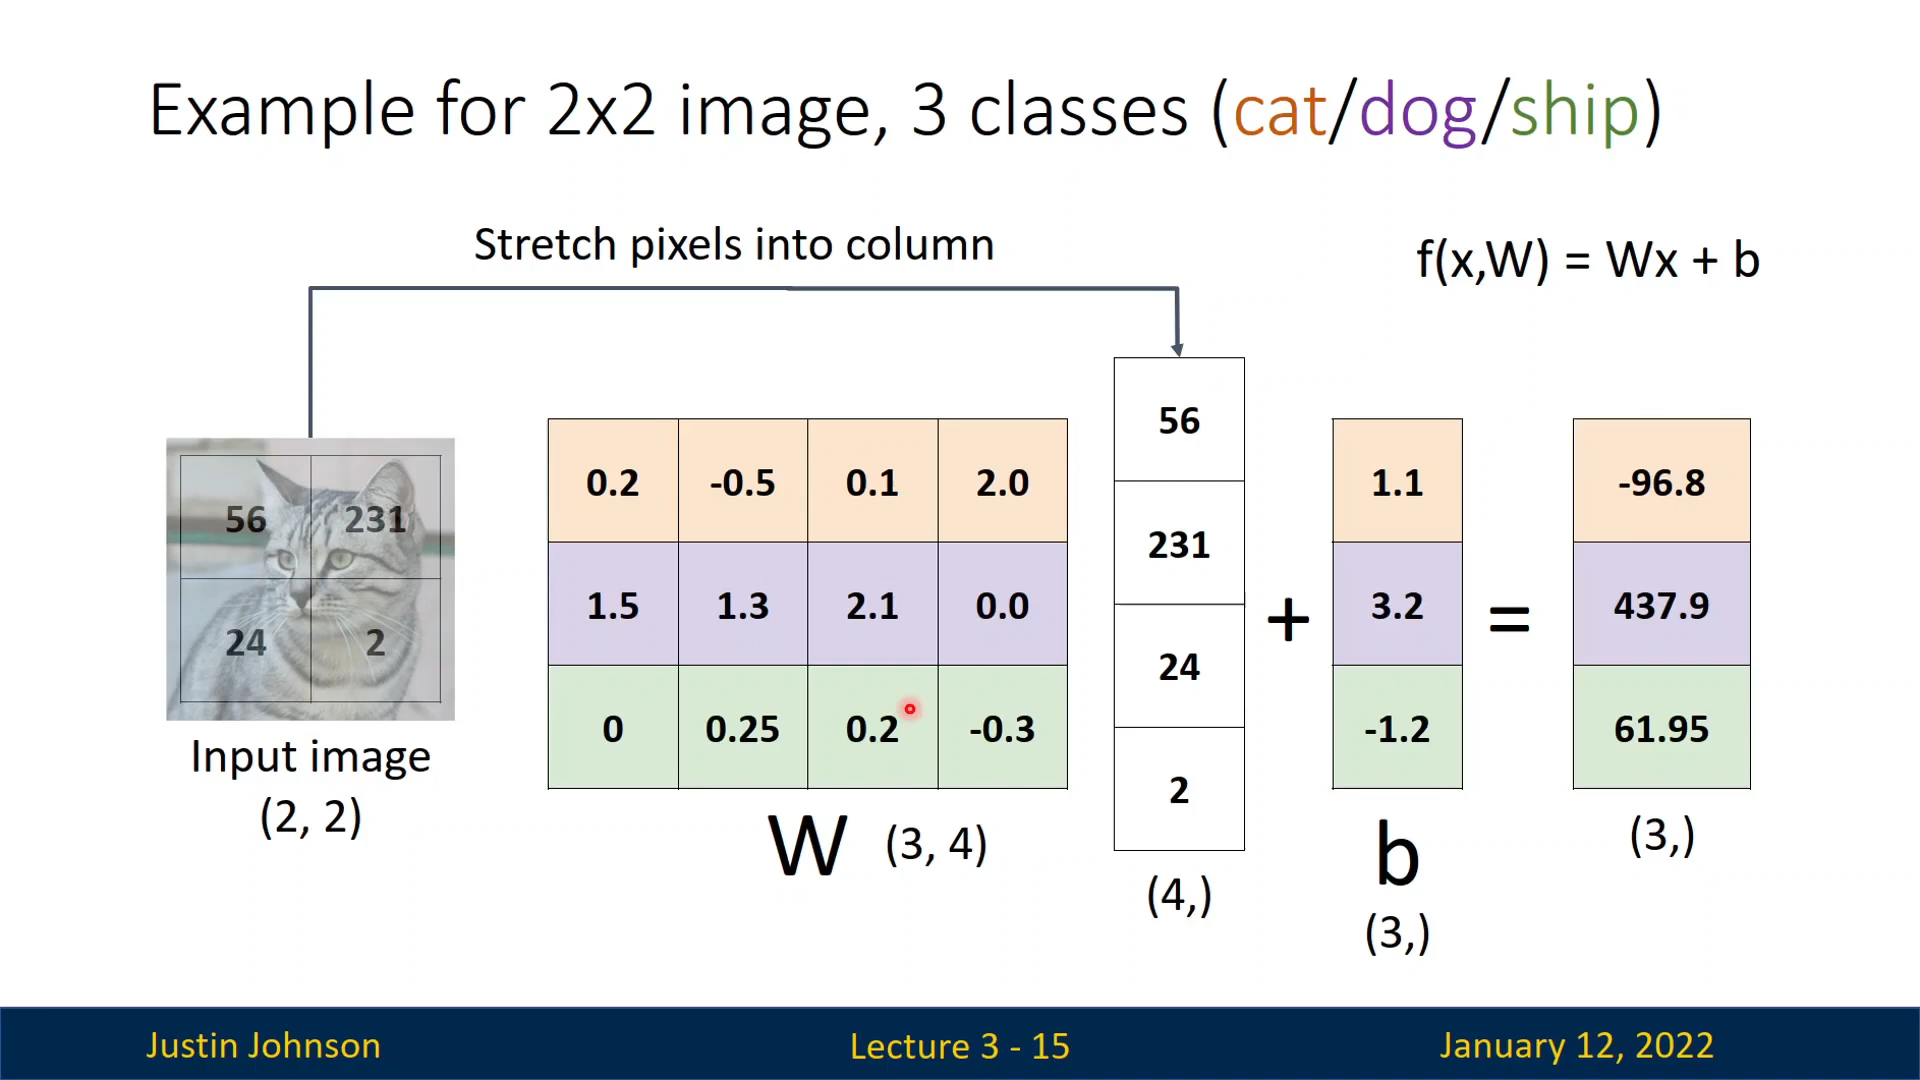 Example for 2x2 image, 3 classes (cat/dog/ship)
Stretch pixels into column
f(x,W) = Wx + b
56 231
24 2
Input image
(2, 2)
0.2 -0.5 0.1 2.0
1.5 1.3 2.1 0.0
0 0.25 0.2 -0.3
W (3, 4)
56
231
24
2
(4,)
+
1.1
3.2
-1.2
b
(3,)
=
-96.8
437.9
61.95
(3,)
Justin Johnson
Lecture 3 - 15
January 12, 2022